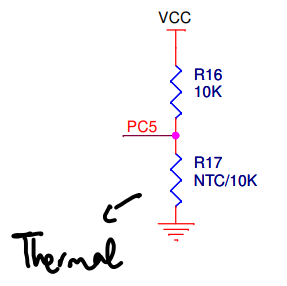 VCC
R16
10K
PC5
R17
NTC/10K
Thermal